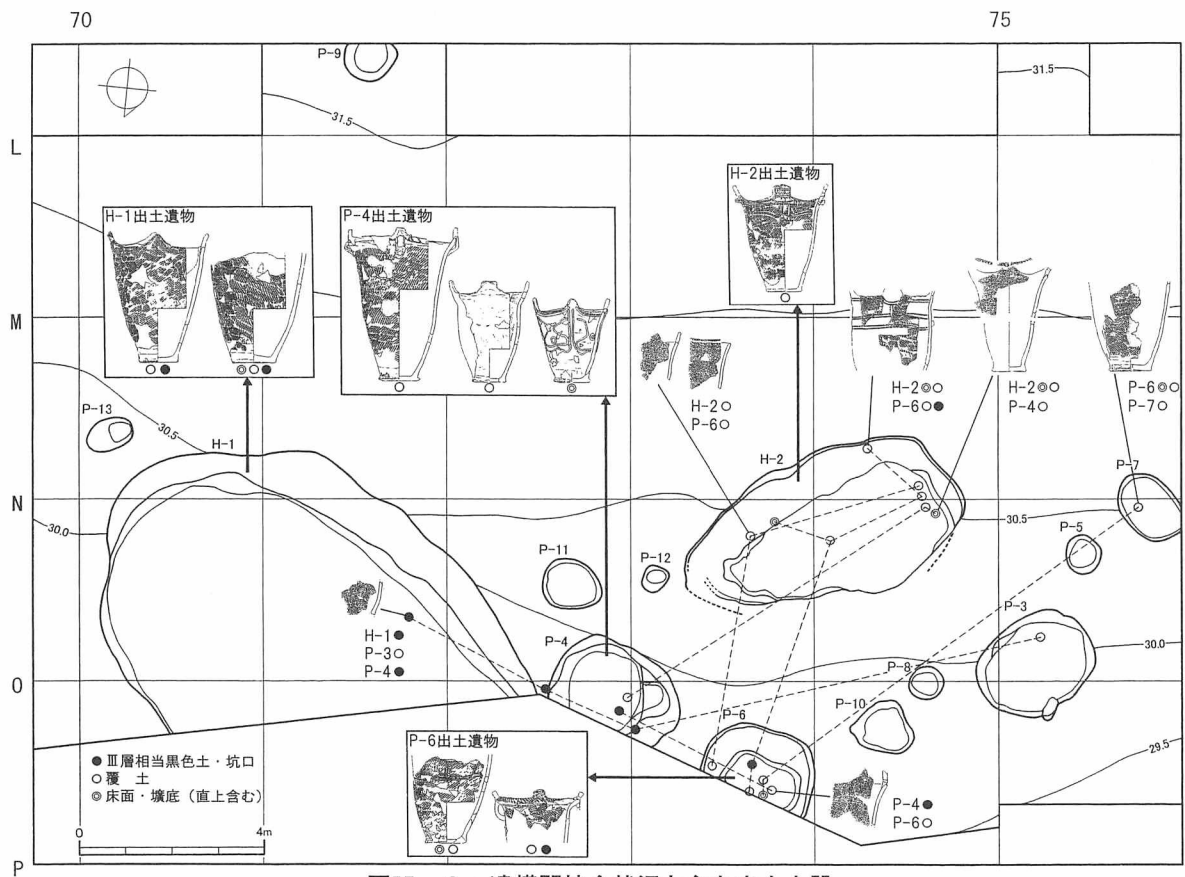 70
75
P-9
31.5
31.5
L
H-1出土遺物
○●
◎○●
P-4出土遺物
○
○
◎
H-2出土遺物
○
M
H-2○
P-6○
H-2◎○
P-6○●
H-2◎○
P-4○
P-6◎○
P-7○
P-13
30.5
H-1
H-2
P-7
N
30.0
30.5
P-5
P-11
P-12
P-3
H-1●
P-3○
P-4●
P-4
30.0
P-8
O
P-10
P-6
29.5
●Ⅲ層相当黒色土・坑口
○覆 土
◎床面・壙底（直上含む）
0
4m
P-6出土遺物
◎○
○●
P-4●
P-6○
P